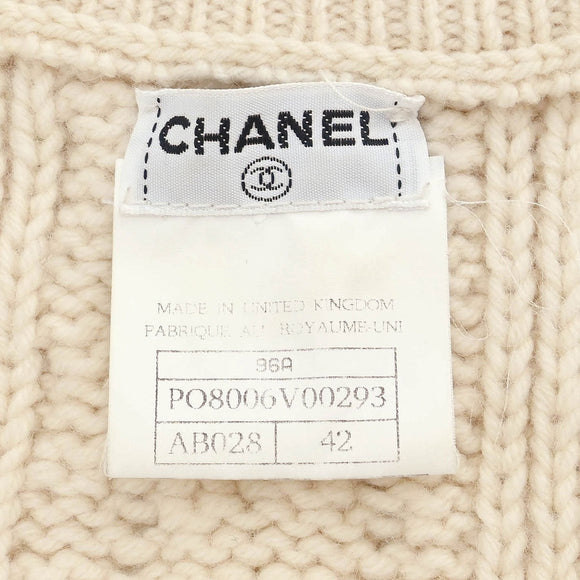 CHANEL
MADE IN UNITED KINGDOM
FABRIQUE AU ROYAUME-UNI
96A
PO8006V00293
AB028 42